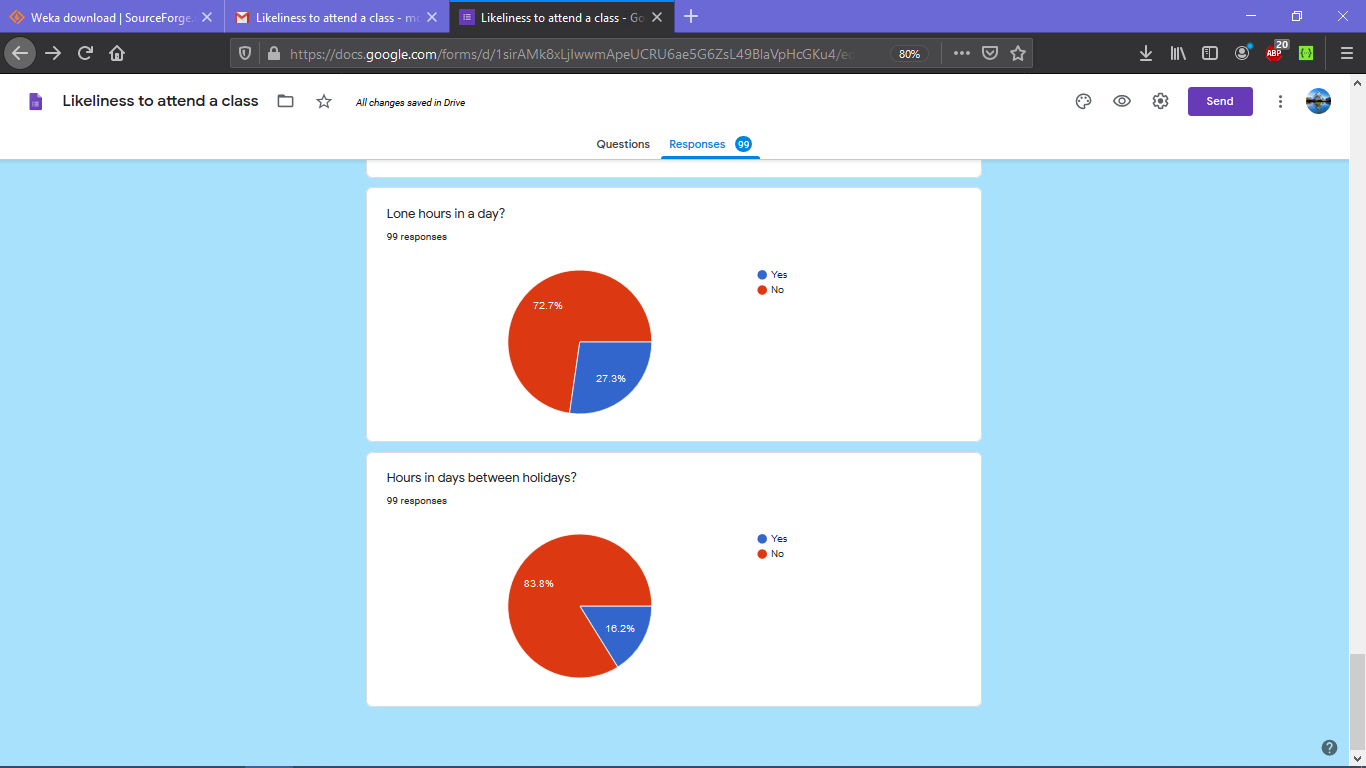 Weka download | SourceForge.
Likeliness to attend a class - mo
Likeliness to attend a class - Go
https://docs.google.com/forms/d/1sirAMk8xLjIwwmApeUCRU6ae5G6ZsL49BlaVpHcGKu4/ed
80%
ABP
20
Likeliness to attend a class
All changes saved in Drive
Send
Questions
Responses
99
Lone hours in a day?
99 responses
Yes
No
72.7%
27.3%
Hours in days between holidays?
99 responses
Yes
No
83.8%
16.2%